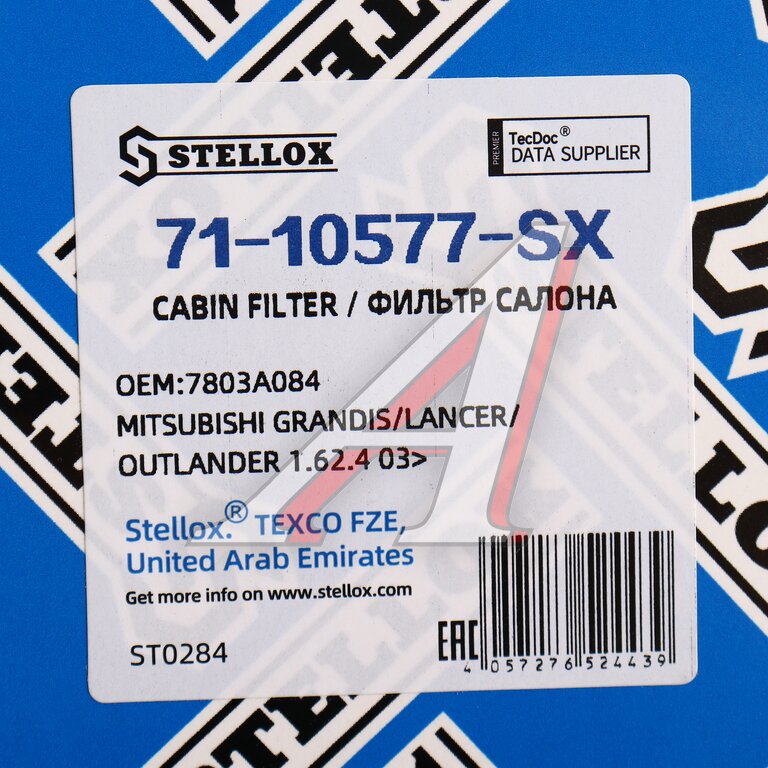 STELLOX
PREMIER
TecDoc®
DATA SUPPLIER
71-10577-SX
CABIN FILTER / ФИЛЬТР САЛОНА
OEM:7803A084
MITSUBISHI GRANDIS/LANCER/
OUTLANDER 1.62.4 03>
Stellox.® TEXCO FZE,
United Arab Emirates
Get more info on www.stellox.com
ST0284
EAC
4 057276 524439